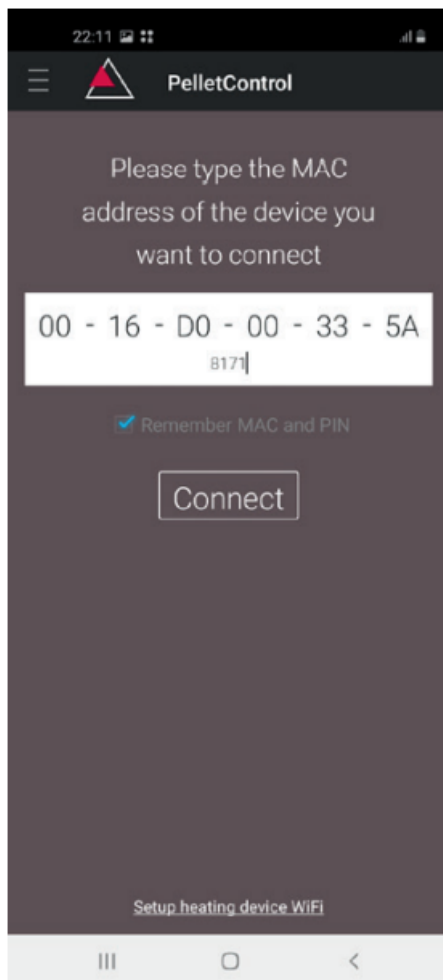 22:11
PelletControl
Please type the MAC
address of the device you
want to connect
00 - 16 - D0 - 00 - 33 - 5A
8171
Remember MAC and PIN
Connect
Setup heating device WiFi